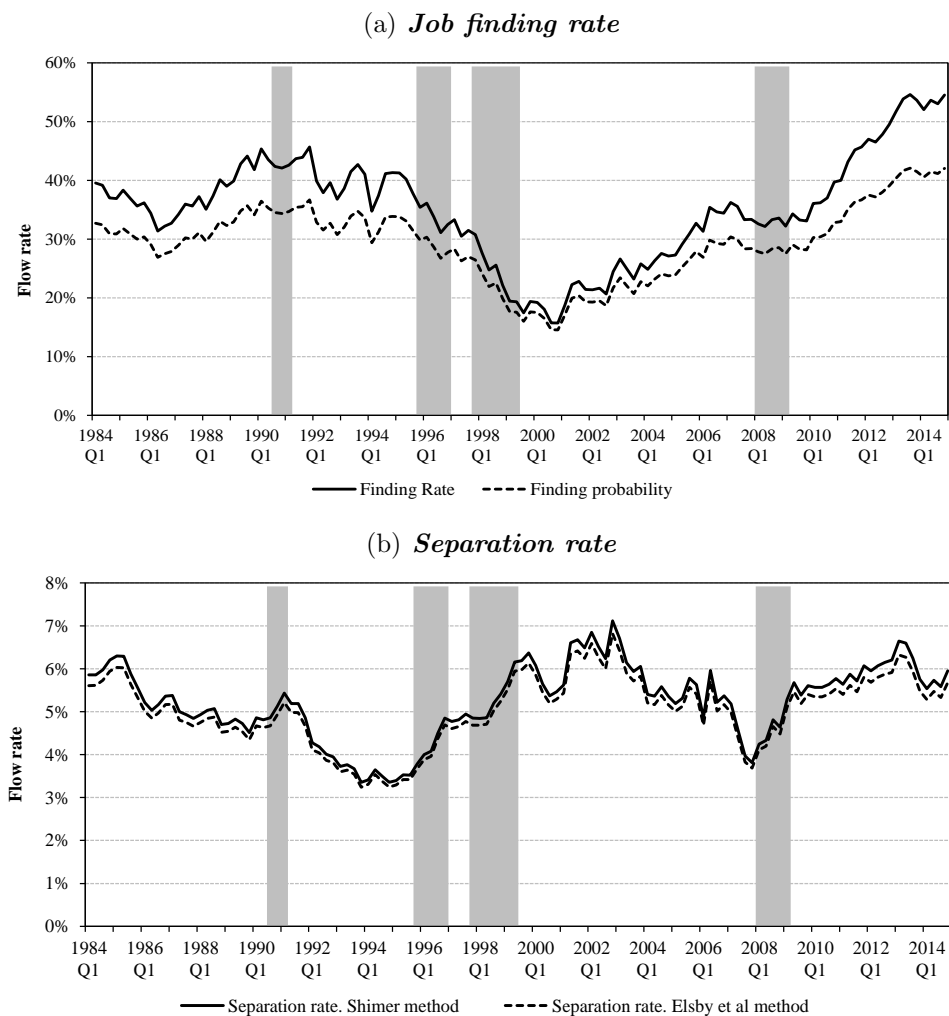 (a) Job finding rate
60%
50%
40%
30%
20%
10%
0%
Flow rate
1984 1986 1988 1990 1992 1994 1996 1998 2000 2002 2004 2006 2008 2010 2012 2014
Q1 Q1 Q1 Q1 Q1 Q1 Q1 Q1 Q1 Q1 Q1 Q1 Q1 Q1 Q1 Q1
Finding Rate Finding probability
(b) Separation rate
8%
7%
6%
5%
4%
3%
2%
1%
0%
Flow rate
1984 1986 1988 1990 1992 1994 1996 1998 2000 2002 2004 2006 2008 2010 2012 2014
Q1 Q1 Q1 Q1 Q1 Q1 Q1 Q1 Q1 Q1 Q1 Q1 Q1 Q1 Q1 Q1
Separation rate. Shimer method Separation rate. Elsby et al method